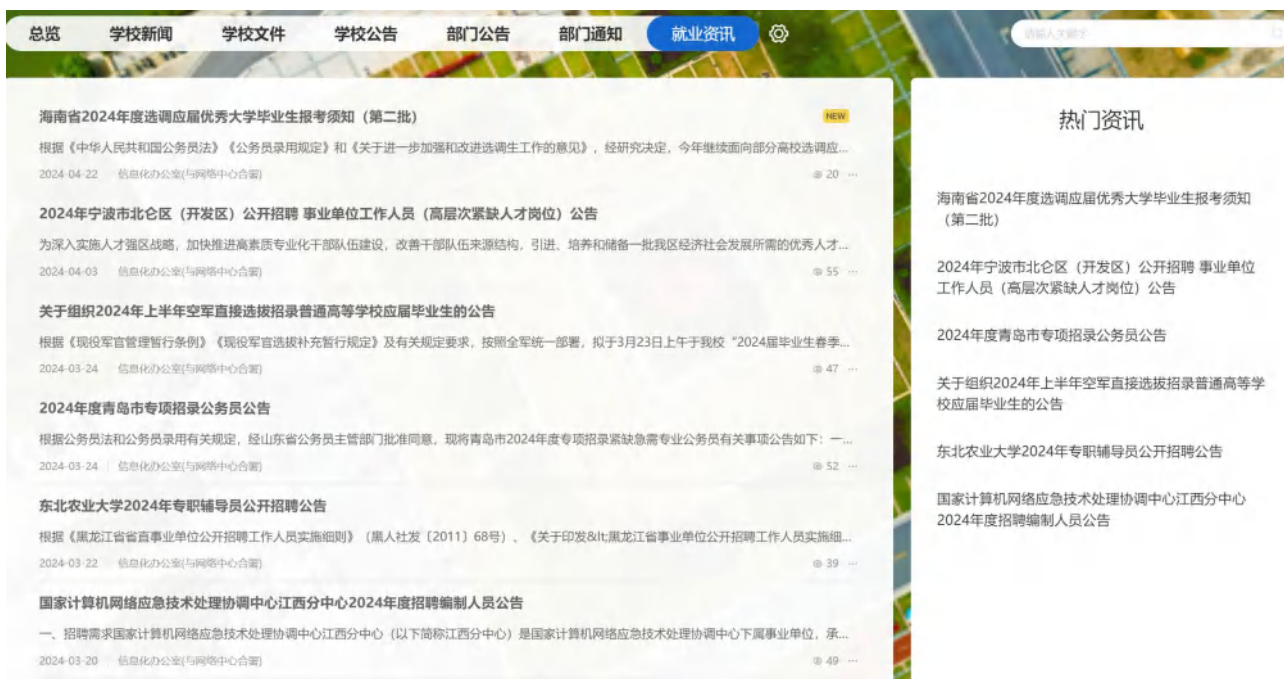 总览 学校新闻 学校文件 学校公告 部门公告 部门通知 就业资讯
请输入关键字
海南省2024年度选调应届优秀大学毕业生报考须知（第二批）
NEW
根据《中华人民共和国公务员法》《公务员录用规定》和《关于进一步加强和改进选调生工作的意见》，经研究决定，今年继续面向部分高校选调应...
2024-04-22 信息化办公室(与网络中心合署) 20 ...
2024年宁波市北仑区（开发区）公开招聘 事业单位工作人员（高层次紧缺人才岗位）公告
为深入实施人才强区战略，加快推进高素质专业化干部队伍建设，改善干部队伍来源结构，引进、培养和储备一批我区经济社会发展所需的优秀人才...
2024-04-03 信息化办公室(与网络中心合署) 55 ...
关于组织2024年上半年空军直接选拔招录普通高等学校应届毕业生的公告
根据《现役军官管理暂行条例》《现役军官选拔补充暂行规定》及有关规定要求，按照全军统一部署，拟于3月23日上午于我校“2024届毕业生春季...
2024-03-24 信息化办公室(与网络中心合署) 47 ...
2024年度青岛市专项招录公务员公告
根据公务员法和公务员录用有关规定，经山东省公务员主管部门批准同意，现将青岛市2024年度专项招录紧缺急需专业公务员有关事项公告如下：一...
2024-03-24 信息化办公室(与网络中心合署) 52 ...
东北农业大学2024年专职辅导员公开招聘公告
根据《黑龙江省省直事业单位公开招聘工作人员实施细则》（黑人社发〔2011〕68号）、《关于印发&lt;黑龙江省事业单位公开招聘工作人员实施细...
2024-03-22 信息化办公室(与网络中心合署) 39 ...
国家计算机网络应急技术处理协调中心江西分中心2024年度招聘编制人员公告
一、招聘需求国家计算机网络应急技术处理协调中心江西分中心（以下简称江西分中心）是国家计算机网络应急技术处理协调中心下属事业单位，承...
2024-03-20 信息化办公室(与网络中心合署) 49 ...
热门资讯
海南省2024年度选调应届优秀大学毕业生报考须知
（第二批）
2024年宁波市北仑区（开发区）公开招聘 事业单位
工作人员（高层次紧缺人才岗位）公告
2024年度青岛市专项招录公务员公告
关于组织2024年上半年空军直接选拔招录普通高等学
校应届毕业生的公告
东北农业大学2024年专职辅导员公开招聘公告
国家计算机网络应急技术处理协调中心江西分中心
2024年度招聘编制人员公告